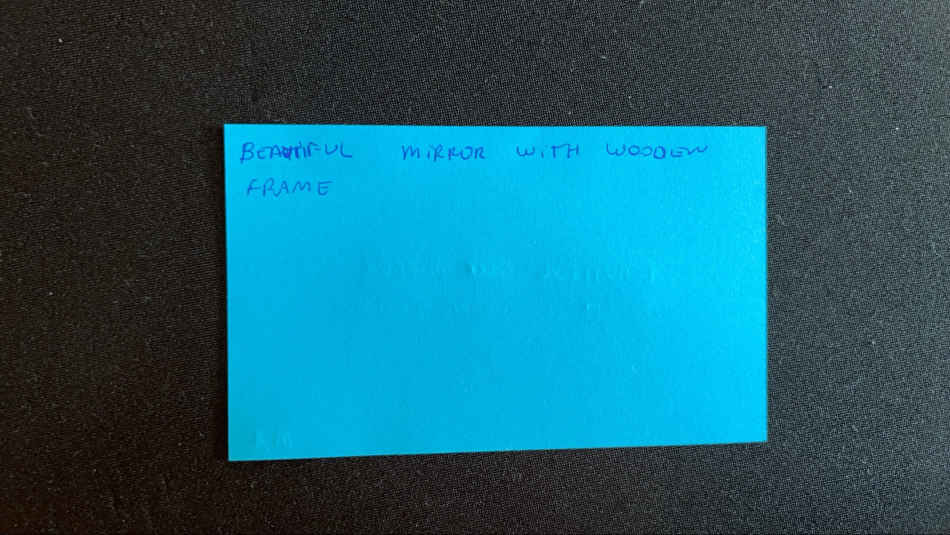 BEAUTIFUL MIRROR WITH WOODEN
FRAME